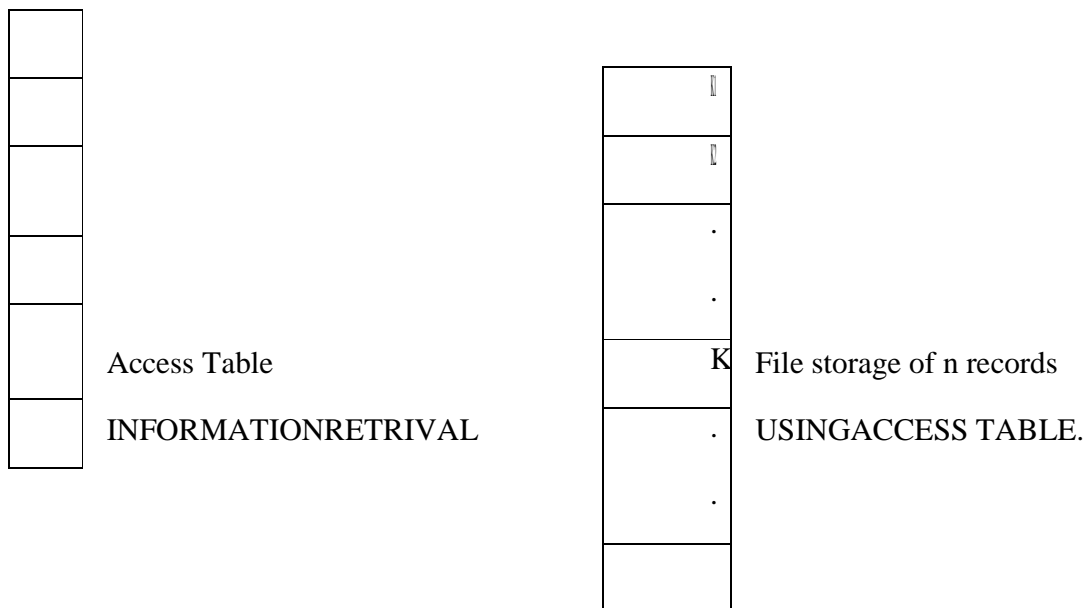 .
.
Access Table
K
File storage of n records
INFORMATIONRETRIVAL
.
USINGACCESS TABLE.
.